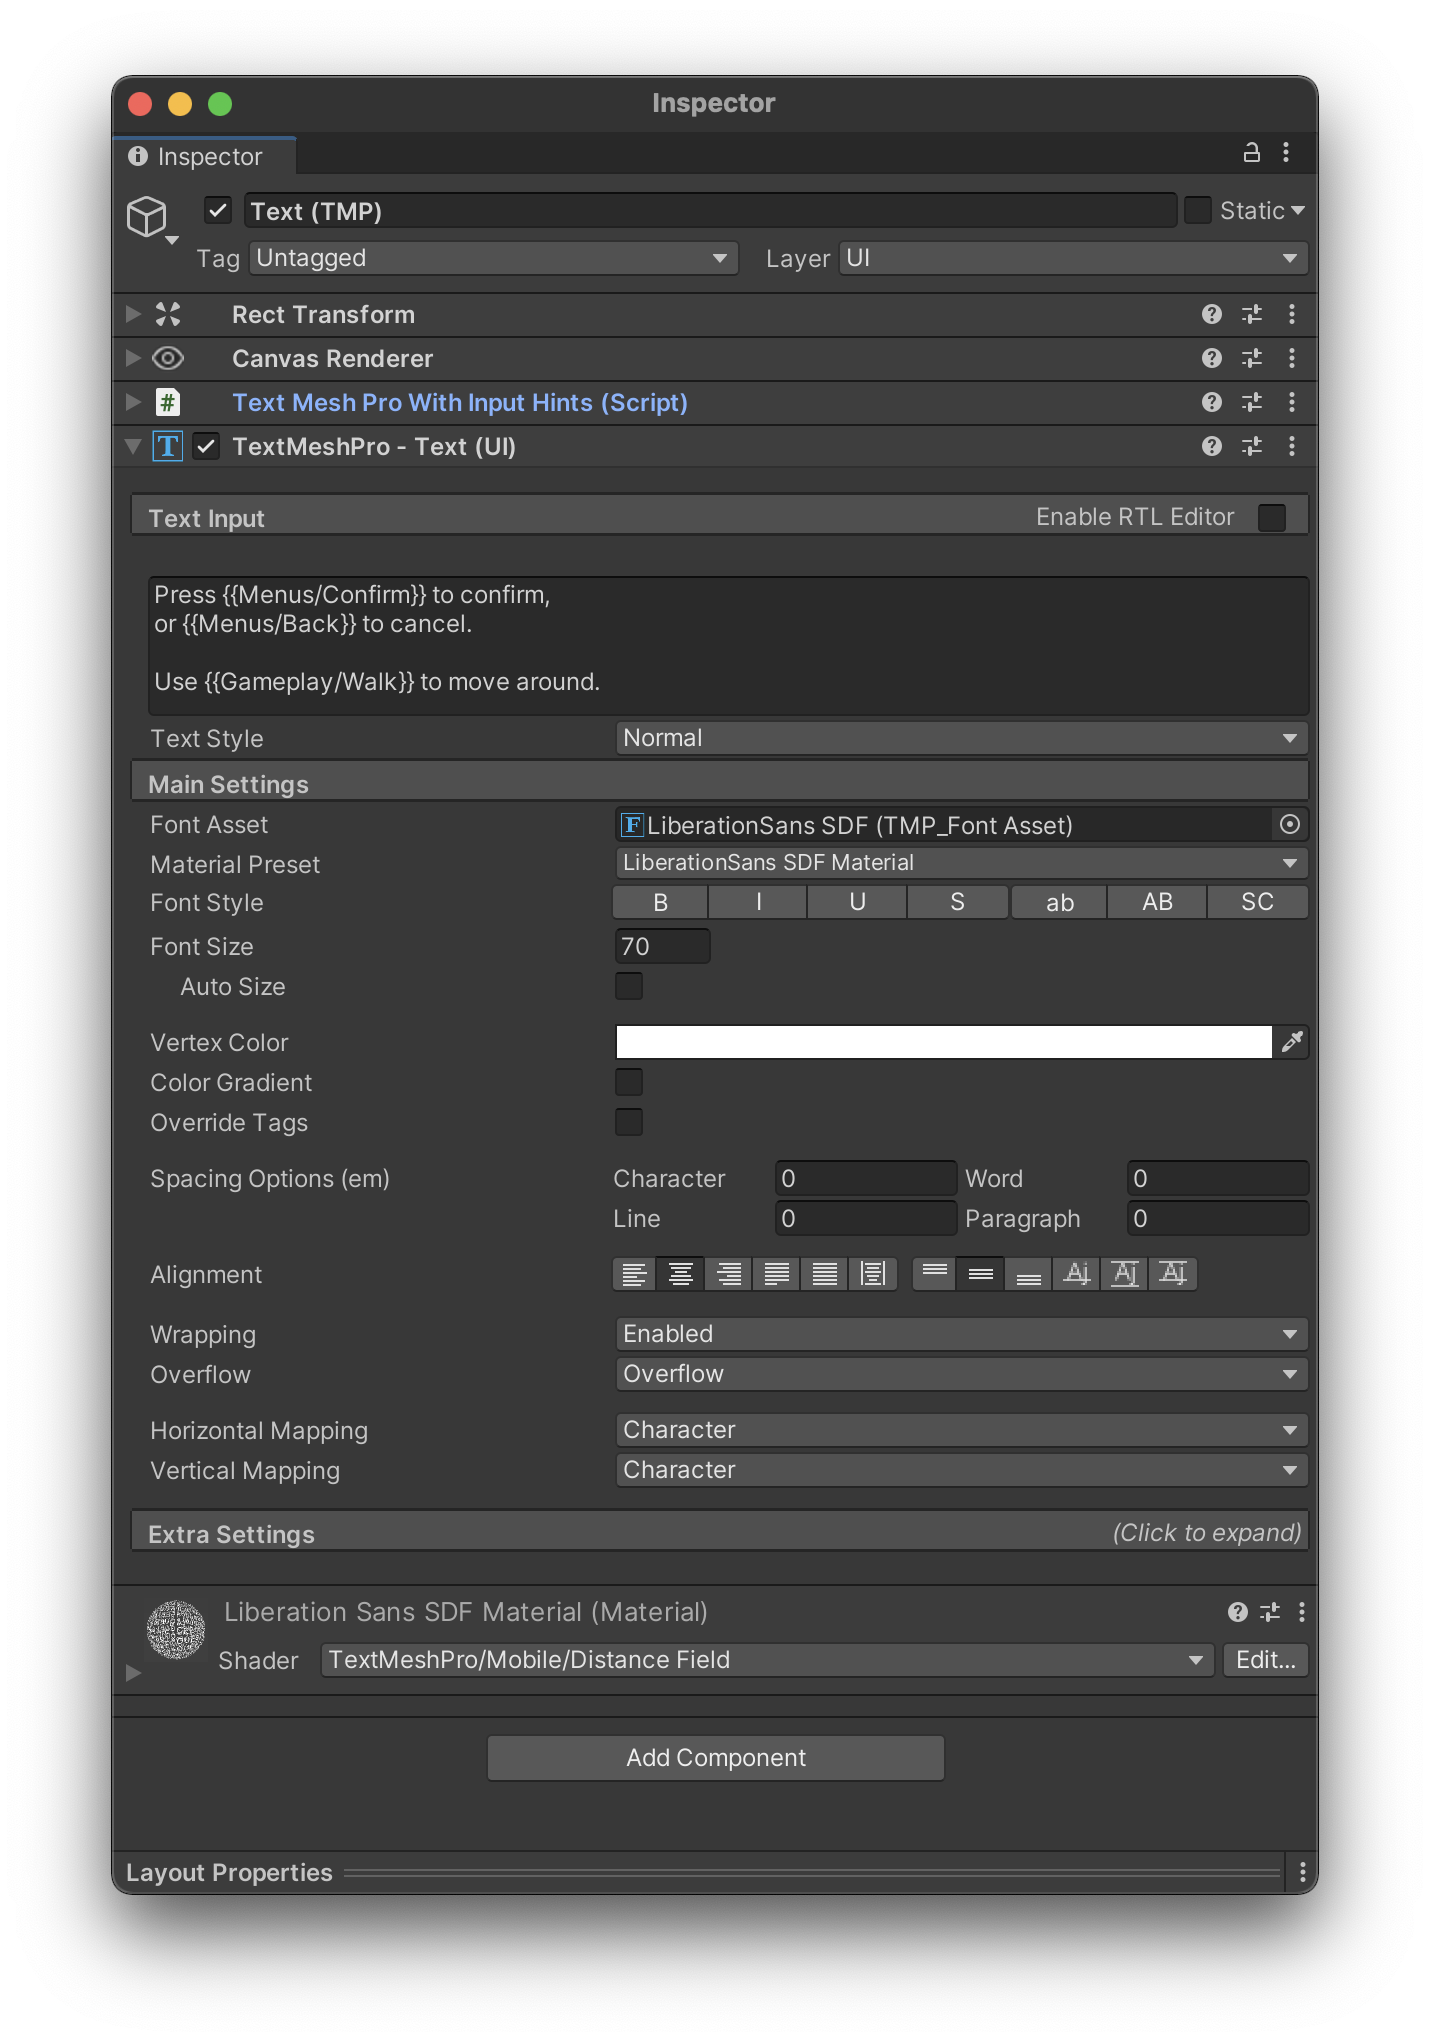 Inspector
Inspector
Text (TMP)
Static
Tag Untagged Layer UI
Rect Transform
Canvas Renderer
# Text Mesh Pro With Input Hints (Script)
T TextMeshPro - Text (UI)
Text Input Enable RTL Editor
Press {{Menus/Confirm}} to confirm,
or {{Menus/Back}} to cancel.
Use {{Gameplay/Walk}} to move around.
Text Style Normal
Main Settings
Font Asset F LiberationSans SDF (TMP_Font Asset)
Material Preset LiberationSans SDF Material
Font Style B I U S ab AB SC
Font Size 70
Auto Size
Vertex Color
Color Gradient
Override Tags
Spacing Options (em) Character 0 Word 0
Line 0 Paragraph 0
Alignment Aj Aj Aj
Wrapping Enabled
Overflow Overflow
Horizontal Mapping Character
Vertical Mapping Character
Extra Settings (Click to expand)
Liberation Sans SDF Material (Material)
Shader TextMeshPro/Mobile/Distance Field Edit...
Add Component
Layout Properties